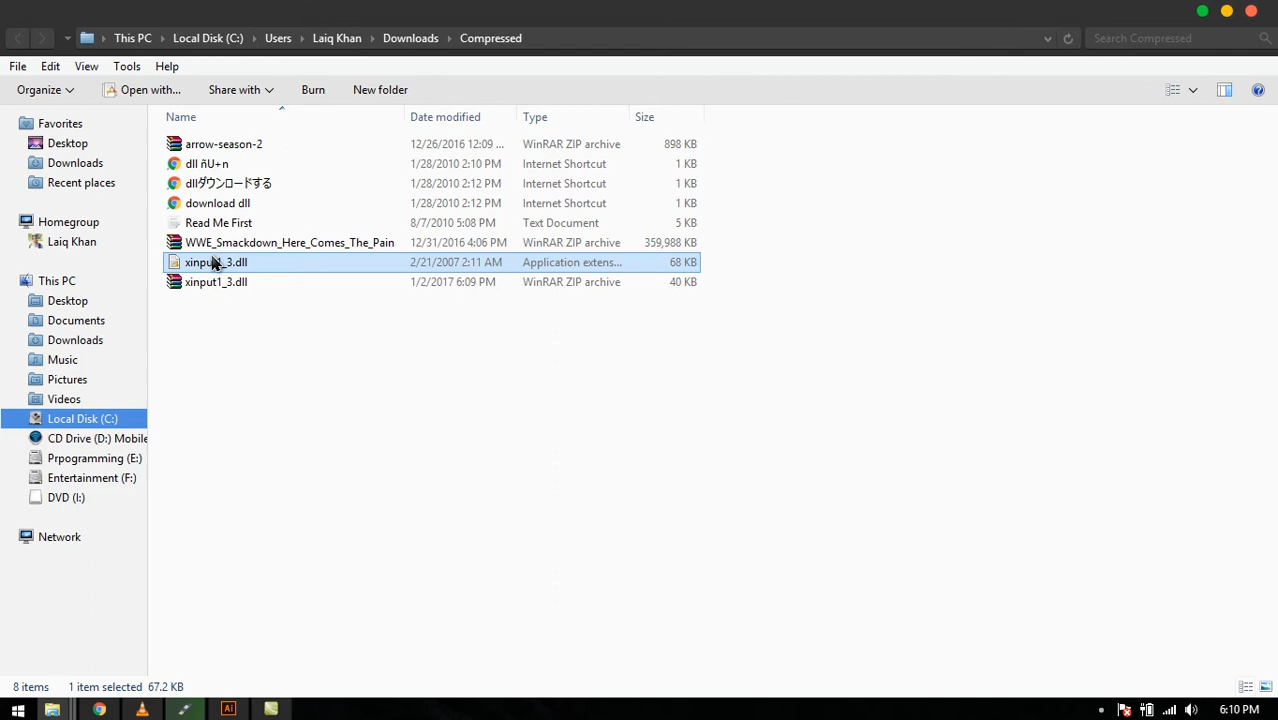 This PC Local Disk (C:) Users Laiq Khan Downloads Compressed Search Compressed
File Edit View Tools Help
Organize Open with... Share with Burn New folder
Name Date modified Type Size
Favorites
Desktop
Downloads
Recent places
Homegroup
Laiq Khan
This PC
Desktop
Documents
Downloads
Music
Pictures
Videos
Local Disk (C:)
CD Drive (D:) Mobile
Prpogramming (E:)
Entertainment (F:)
DVD (I:)
Network
arrow-season-2 12/26/2016 12:09 ... WinRAR ZIP archive 898 KB
dll ñU+n 1/28/2010 2:10 PM Internet Shortcut 1 KB
dllダウンロードする 1/28/2010 2:12 PM Internet Shortcut 1 KB
download dll 1/28/2010 2:12 PM Internet Shortcut 1 KB
Read Me First 8/7/2010 5:08 PM Text Document 5 KB
WWE_Smackdown_Here_Comes_The_Pain 12/31/2016 4:06 PM WinRAR ZIP archive 359,988 KB
xinput1_3.dll 2/21/2007 2:11 AM Application extens... 68 KB
xinput1_3.dll 1/2/2017 6:09 PM WinRAR ZIP archive 40 KB
8 items 1 item selected 67.2 KB
Ai 6:10 PM